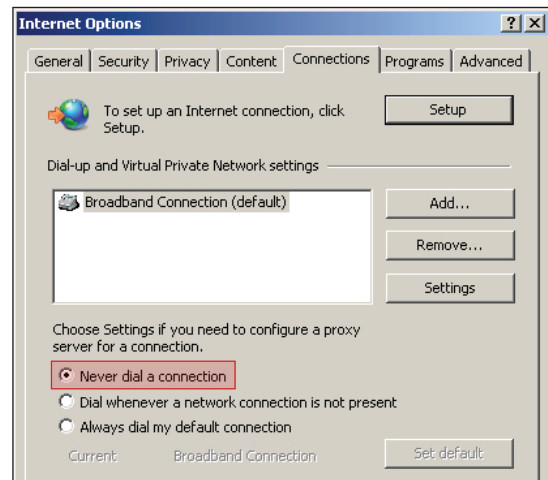 Internet Options
General Security Privacy Content Connections Programs Advanced
To set up an Internet connection, click
Setup.
Setup
Dial-up and Virtual Private Network settings
Broadband Connection (default)
Add...
Remove...
Settings
Choose Settings if you need to configure a proxy
server for a connection.
Never dial a connection
Dial whenever a network connection is not present
Always dial my default connection
Current Broadband Connection Set default